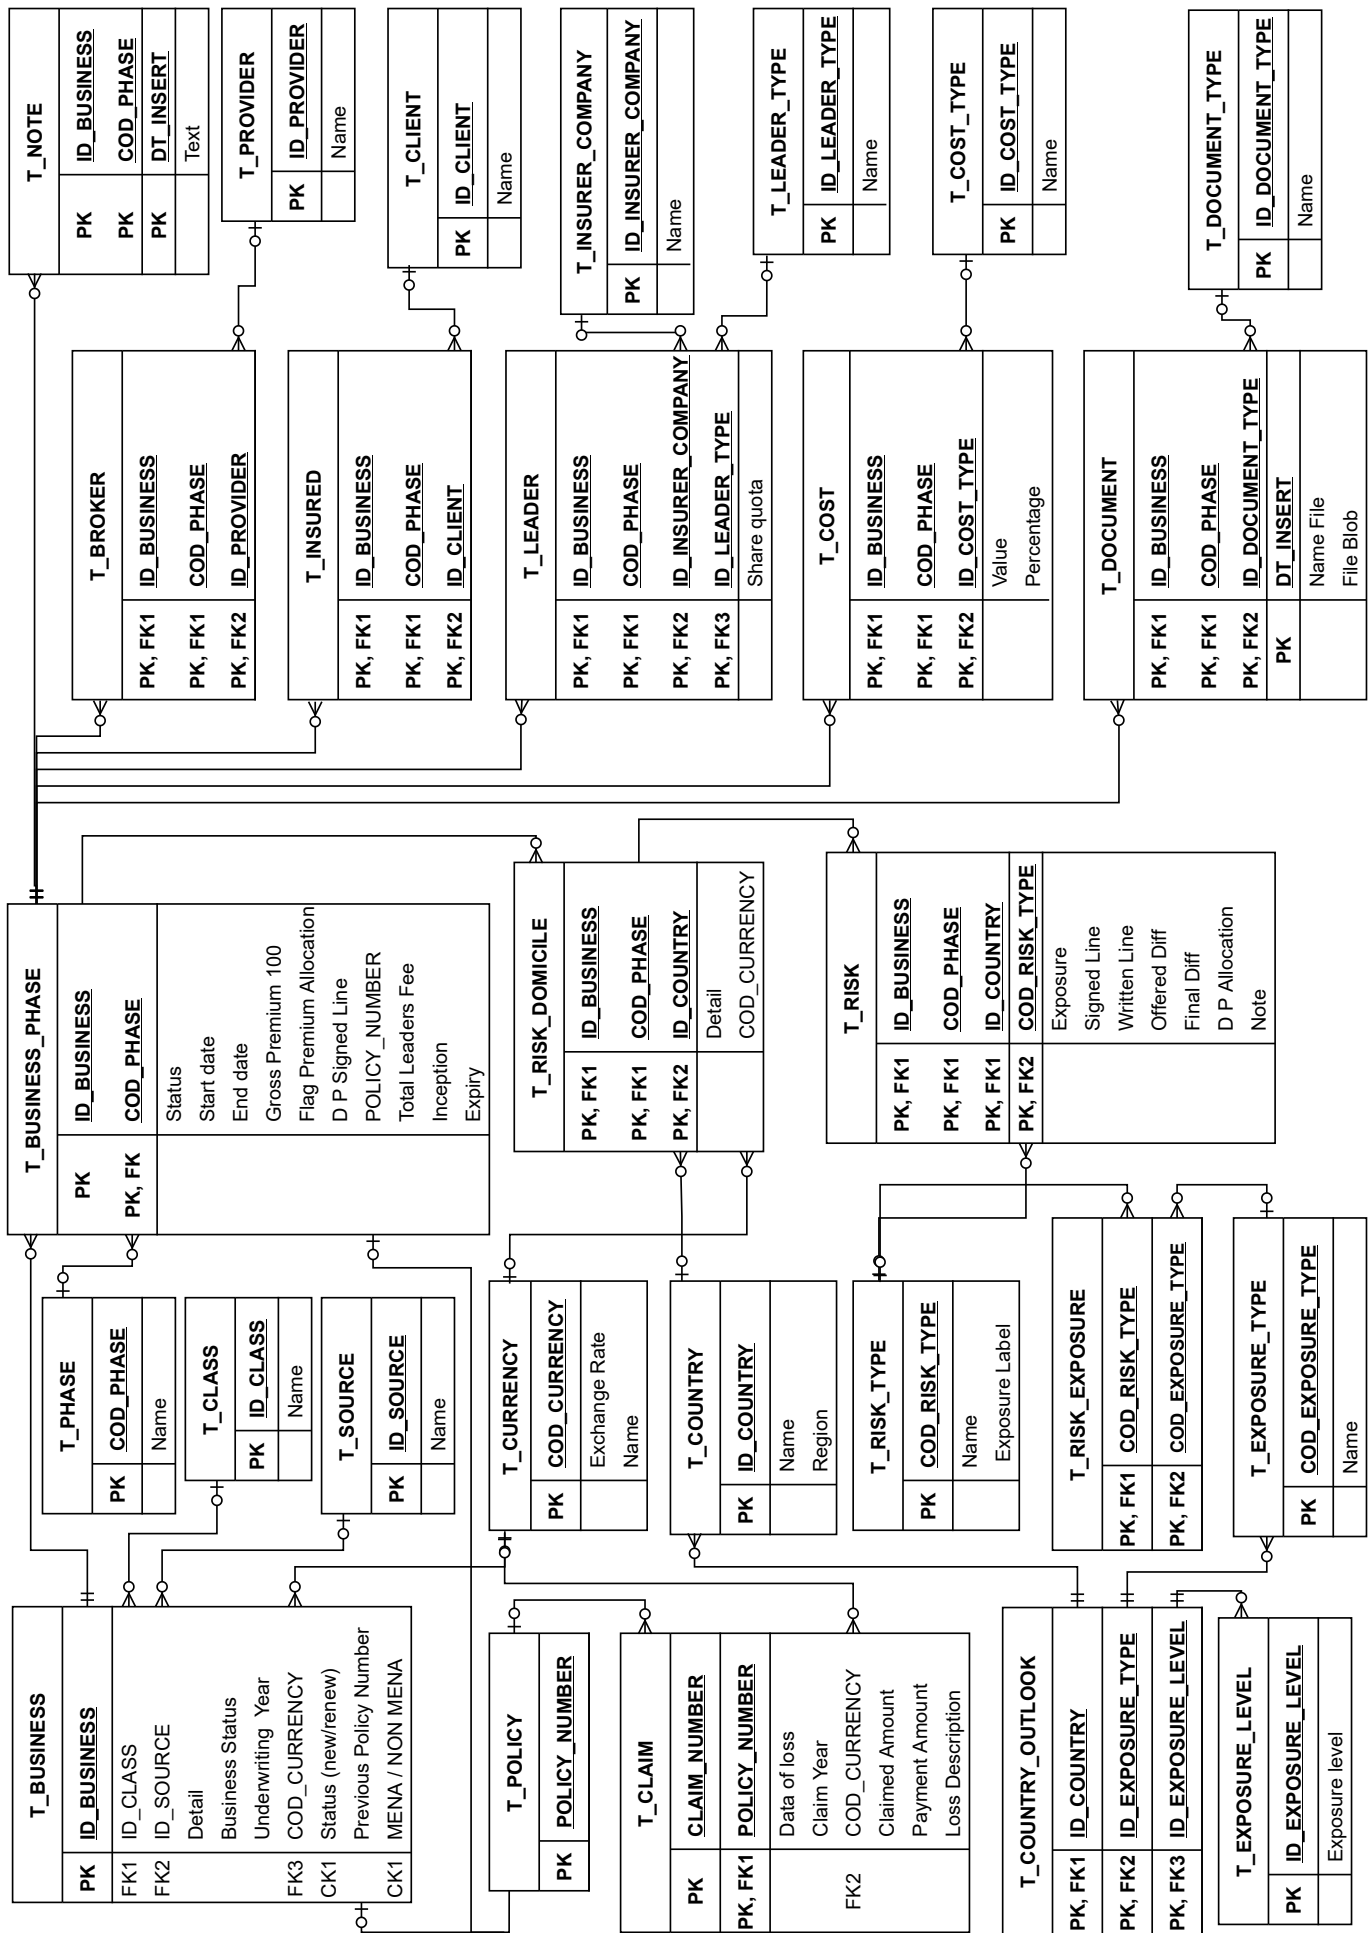 T_BUSINESS
PK ID_BUSINESS
FK1 ID_CLASS
FK2 ID_SOURCE
Detail
Business Status
Underwriting Year
FK3 COD_CURRENCY
CK1 Status (new/renew)
Previous Policy Number
CK1 MENA / NON MENA
T_POLICY
PK POLICY_NUMBER
T_CLAIM
PK CLAIM_NUMBER
PK, FK1 POLICY_NUMBER
Data of loss
Claim Year
FK2 COD_CURRENCY
Claimed Amount
Payment Amount
Loss Description
T_COUNTRY_OUTLOOK
PK, FK1 ID_COUNTRY
PK, FK2 ID_EXPOSURE_TYPE
PK, FK3 ID_EXPOSURE_LEVEL
T_EXPOSURE_LEVEL
PK ID_EXPOSURE_LEVEL
Exposure level
T_PHASE
PK COD_PHASE
Name
T_CLASS
PK ID_CLASS
Name
T_SOURCE
PK ID_SOURCE
Name
T_CURRENCY
PK COD_CURRENCY
Exchange Rate
Name
T_COUNTRY
PK ID_COUNTRY
Name
Region
T_RISK_TYPE
PK COD_RISK_TYPE
Name
Exposure Label
T_RISK_EXPOSURE
PK, FK1 COD_RISK_TYPE
PK, FK2 COD_EXPOSURE_TYPE
T_EXPOSURE_TYPE
PK COD_EXPOSURE_TYPE
Name
T_BUSINESS_PHASE
PK ID_BUSINESS
PK, FK COD_PHASE
Status
Start date
End date
Gross Premium 100
Flag Premium Allocation
D P Signed Line
POLICY_NUMBER
Total Leaders Fee
Inception
Expiry
T_RISK_DOMICILE
PK, FK1 ID_BUSINESS
PK, FK1 COD_PHASE
PK, FK2 ID_COUNTRY
Detail
COD_CURRENCY
T_RISK
PK, FK1 ID_BUSINESS
PK, FK1 COD_PHASE
PK, FK1 ID_COUNTRY
PK, FK2 COD_RISK_TYPE
Exposure
Signed Line
Written Line
Offered Diff
Final Diff
D P Allocation
Note
T_BROKER
PK, FK1 ID_BUSINESS
PK, FK1 COD_PHASE
PK, FK2 ID_PROVIDER
T_INSURED
PK, FK1 ID_BUSINESS
PK, FK1 COD_PHASE
PK, FK2 ID_CLIENT
T_LEADER
PK, FK1 ID_BUSINESS
PK, FK1 COD_PHASE
PK, FK2 ID_INSURER_COMPANY
PK, FK3 ID_LEADER_TYPE
Share quota
T_COST
PK, FK1 ID_BUSINESS
PK, FK1 COD_PHASE
PK, FK2 ID_COST_TYPE
Value
Percentage
T_DOCUMENT
PK, FK1 ID_BUSINESS
PK, FK1 COD_PHASE
PK, FK2 ID_DOCUMENT_TYPE
PK DT_INSERT
Name File
File Blob
T_NOTE
PK ID_BUSINESS
PK COD_PHASE
PK DT_INSERT
Text
T_PROVIDER
PK ID_PROVIDER
Name
T_CLIENT
PK ID_CLIENT
Name
T_INSURER_COMPANY
PK ID_INSURER_COMPANY
Name
T_LEADER_TYPE
PK ID_LEADER_TYPE
Name
T_COST_TYPE
PK ID_COST_TYPE
Name
T_DOCUMENT_TYPE
PK ID_DOCUMENT_TYPE
Name